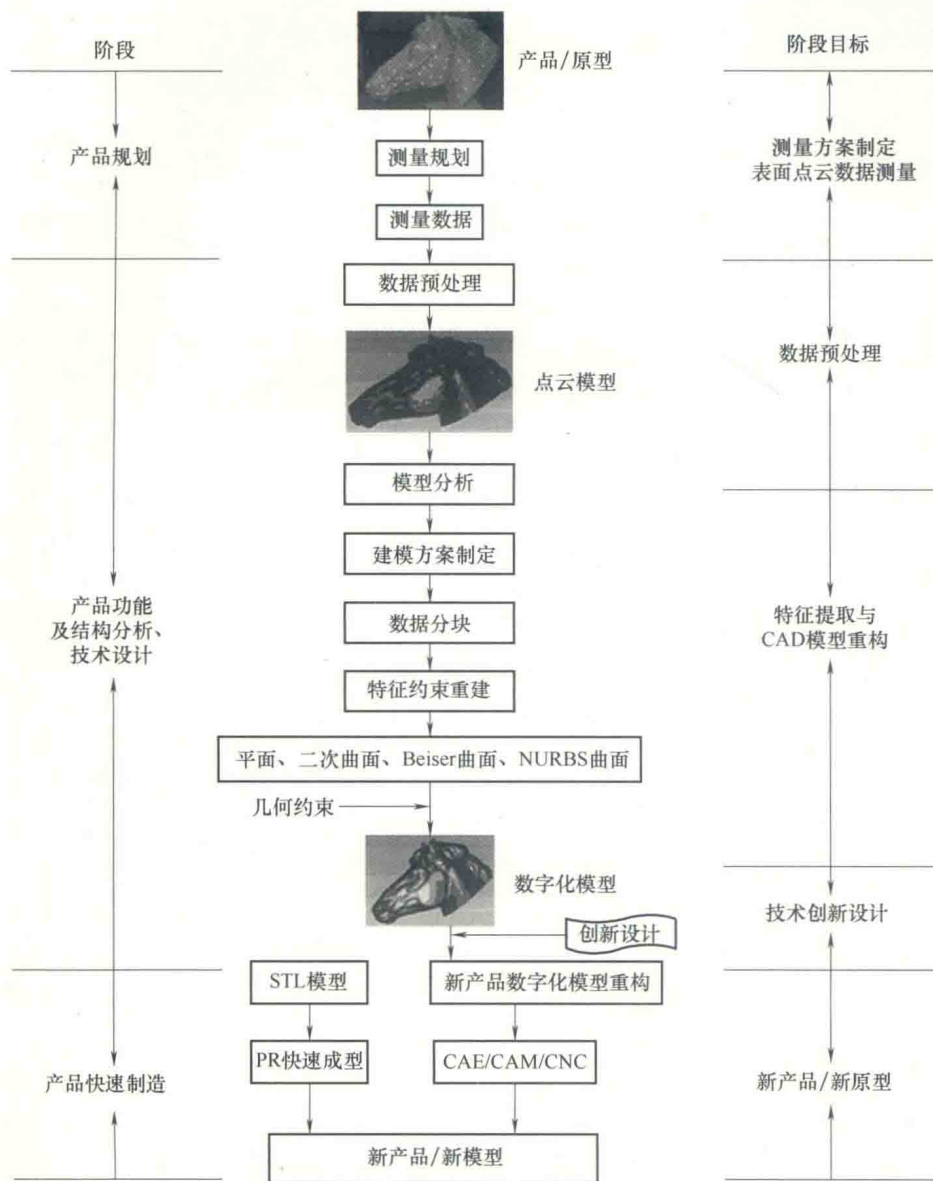 阶段
产品/原型
阶段目标
产品规划
测量规划
测量方案制定
表面点云数据测量
测量数据
数据预处理
点云模型
数据预处理
模型分析
建模方案制定
产品功能
及结构分析、
技术设计
数据分块
特征提取与
CAD模型重构
特征约束重建
平面、二次曲面、Beiser曲面、NURBS曲面
几何约束
数字化模型
技术创新设计
创新设计
STL模型
新产品数字化模型重构
产品快速制造
PR快速成型
CAE/CAM/CNC
新产品/新原型
新产品/新模型